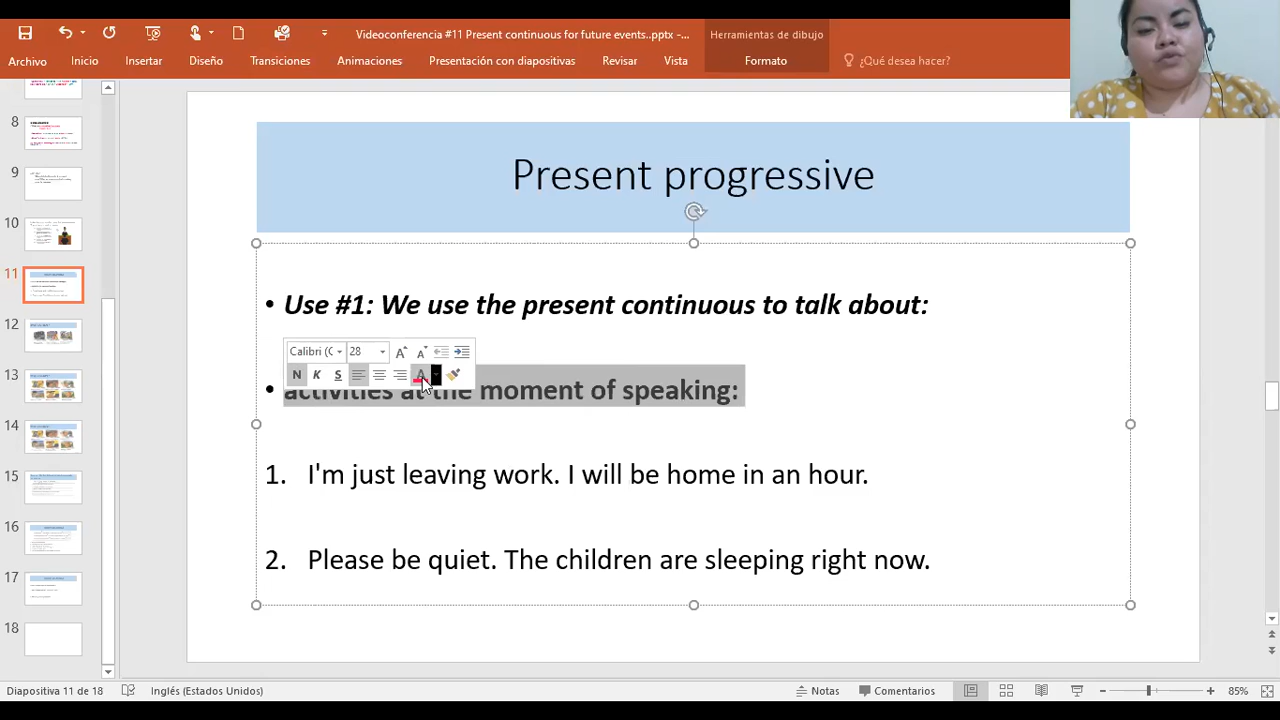 Videoconferencia #11 Present continuous for future events..pptx -...
Herramientas de dibujo
Archivo
Inicio
Insertar
Diseño
Transiciones
Animaciones
Presentación con diapositivas
Revisar
Vista
Formato
¿Qué desea hacer?
8
9
10
11
12
13
14
15
16
17
18
Present progressive
• Use #1: We use the present continuous to talk about:
Calibri (C
28
N K S A
• activities at the moment of speaking:
1. I'm just leaving work. I will be home in an hour.
2. Please be quiet. The children are sleeping right now.
Diapositiva 11 de 18
Inglés (Estados Unidos)
Notas
Comentarios
85%